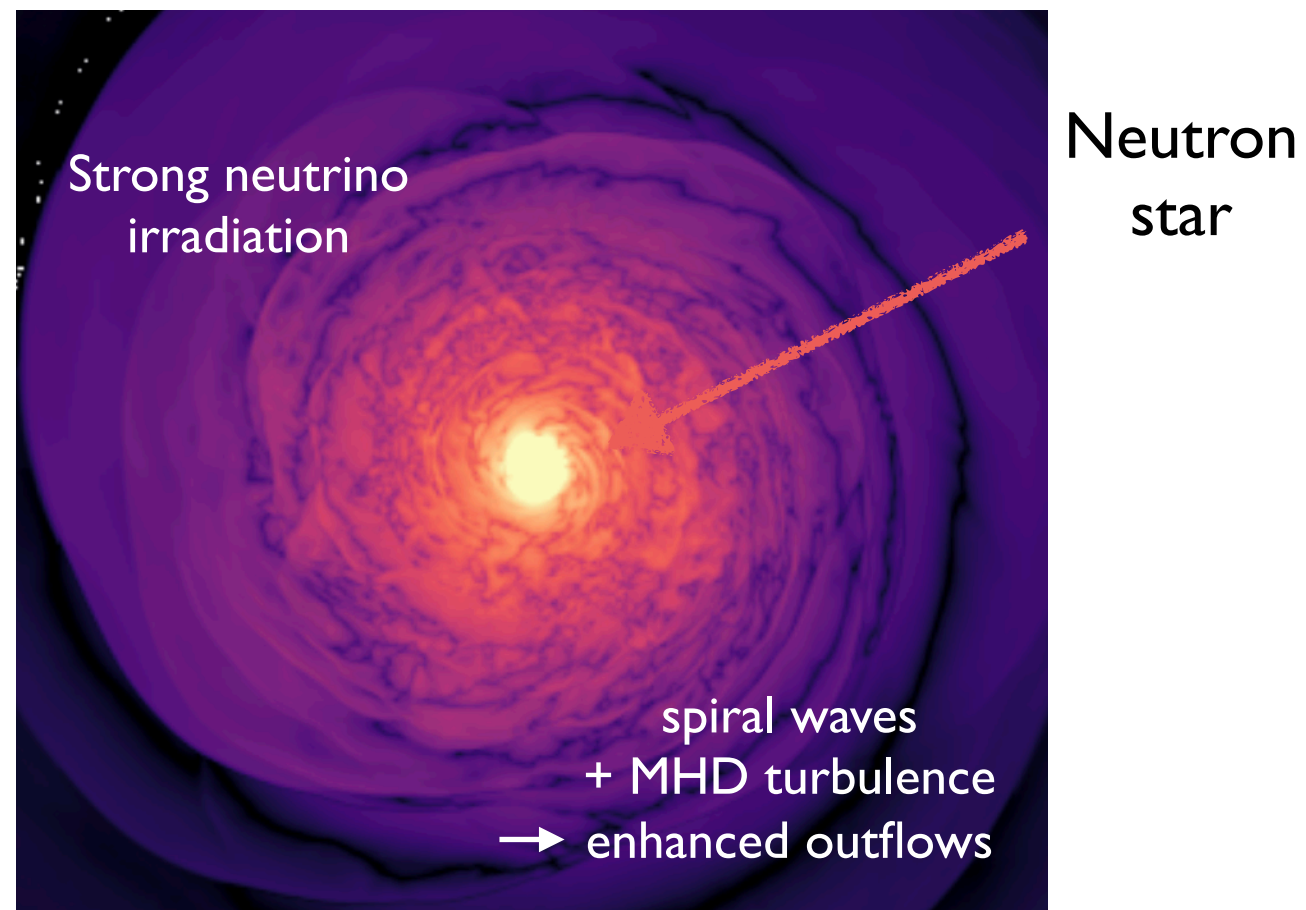 Neutron
star
Strong neutrino
irradiation
spiral waves
+ MHD turbulence
→ enhanced outflows